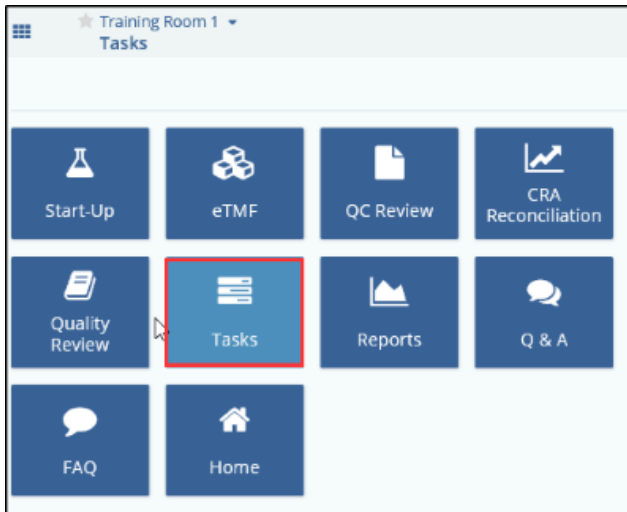 Training Room 1
Tasks
Start-Up
eTMF
QC Review
CRA
Reconciliation
Quality
Review
Tasks
Reports
Q & A
FAQ
Home